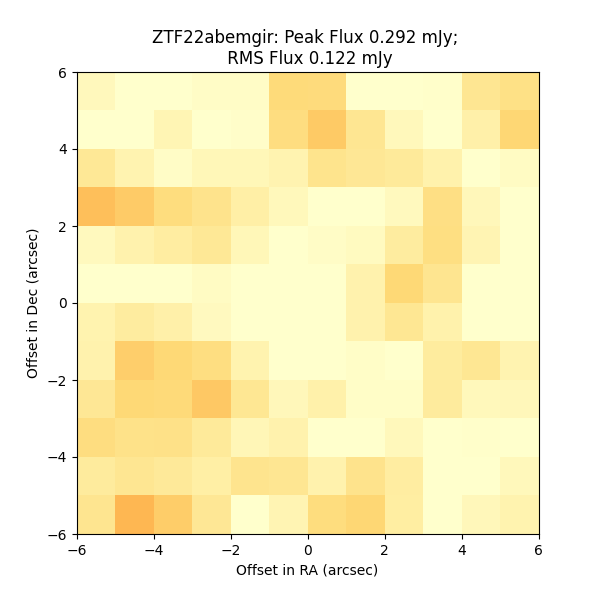 ZTF22abemgir: Peak Flux 0.292 mJy;
RMS Flux 0.122 mJy
6
4
2
0
−2
−4
−6
Offset in Dec (arcsec)
−6 −4 −2 0 2 4 6
Offset in RA (arcsec)